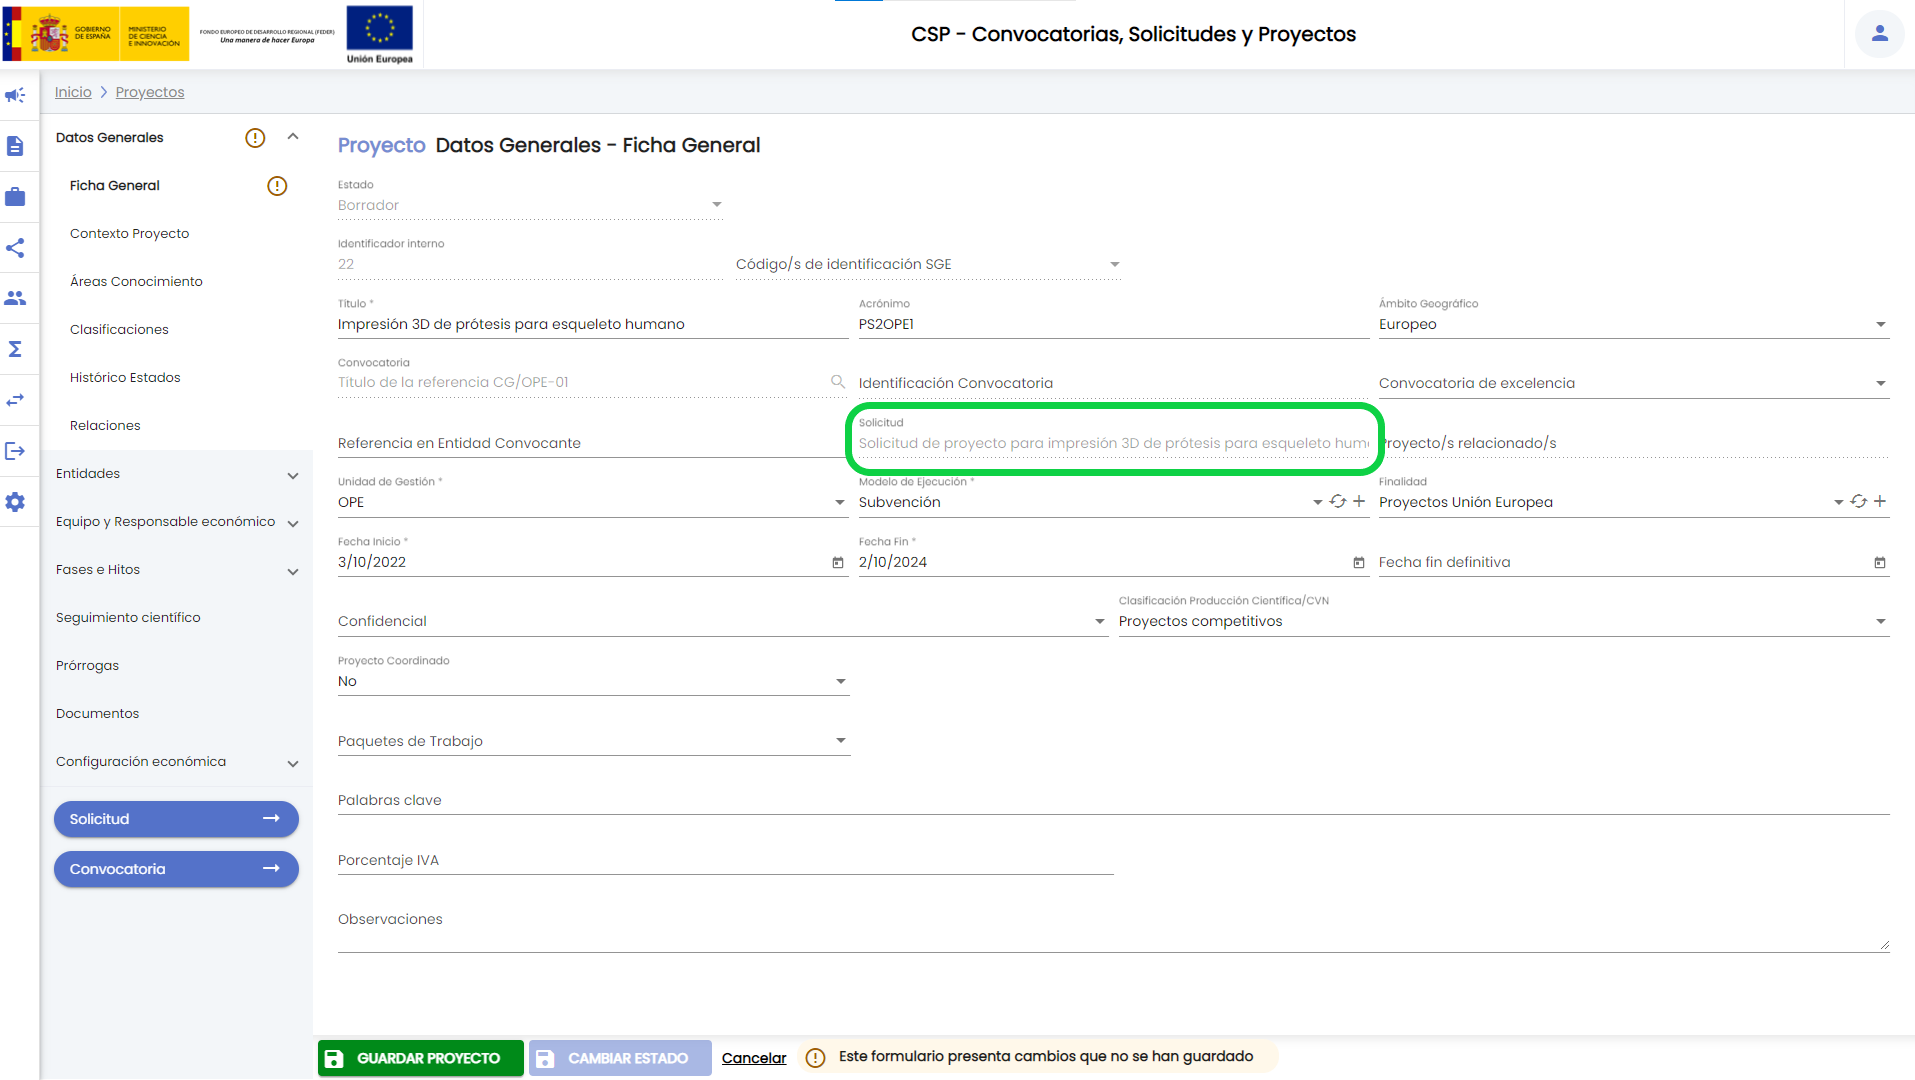 GOBIERNO
DE ESPAÑA
MINISTERIO
DE CIENCIA
E INNOVACIÓN
FONDO EUROPEO DE DESARROLLO REGIONAL (FEDER)
Una manera de hacer Europa
Unión Europea
CSP - Convocatorias, Solicitudes y Proyectos
Inicio > Proyectos
Datos Generales
Ficha General
Contexto Proyecto
Áreas Conocimiento
Clasificaciones
Histórico Estados
Relaciones
Entidades
Equipo y Responsable económico
Fases e Hitos
Seguimiento científico
Prórrogas
Documentos
Configuración económica
Solicitud
Convocatoria
Proyecto Datos Generales - Ficha General
Estado
Borrador
Identificador interno
22
Código/s de identificación SGE
Título *
Impresión 3D de prótesis para esqueleto humano
Acrónimo
PS2OPE1
Ámbito Geográfico
Europeo
Convocatoria
Título de la referencia CG/OPE-01
Identificación Convocatoria
Convocatoria de excelencia
Referencia en Entidad Convocante
Solicitud
Solicitud de proyecto para impresión 3D de prótesis para esqueleto hum
royecto/s relacionado/s
Unidad de Gestión *
OPE
Modelo de Ejecución *
Subvención
Finalidad
Proyectos Unión Europea
Fecha Inicio *
3/10/2022
Fecha Fin *
2/10/2024
Fecha fin definitiva
Confidencial
Clasificación Producción Científica/CVN
Proyectos competitivos
Proyecto Coordinado
No
Paquetes de Trabajo
Palabras clave
Porcentaje IVA
Observaciones
GUARDAR PROYECTO
CAMBIAR ESTADO
Cancelar
Este formulario presenta cambios que no se han guardado